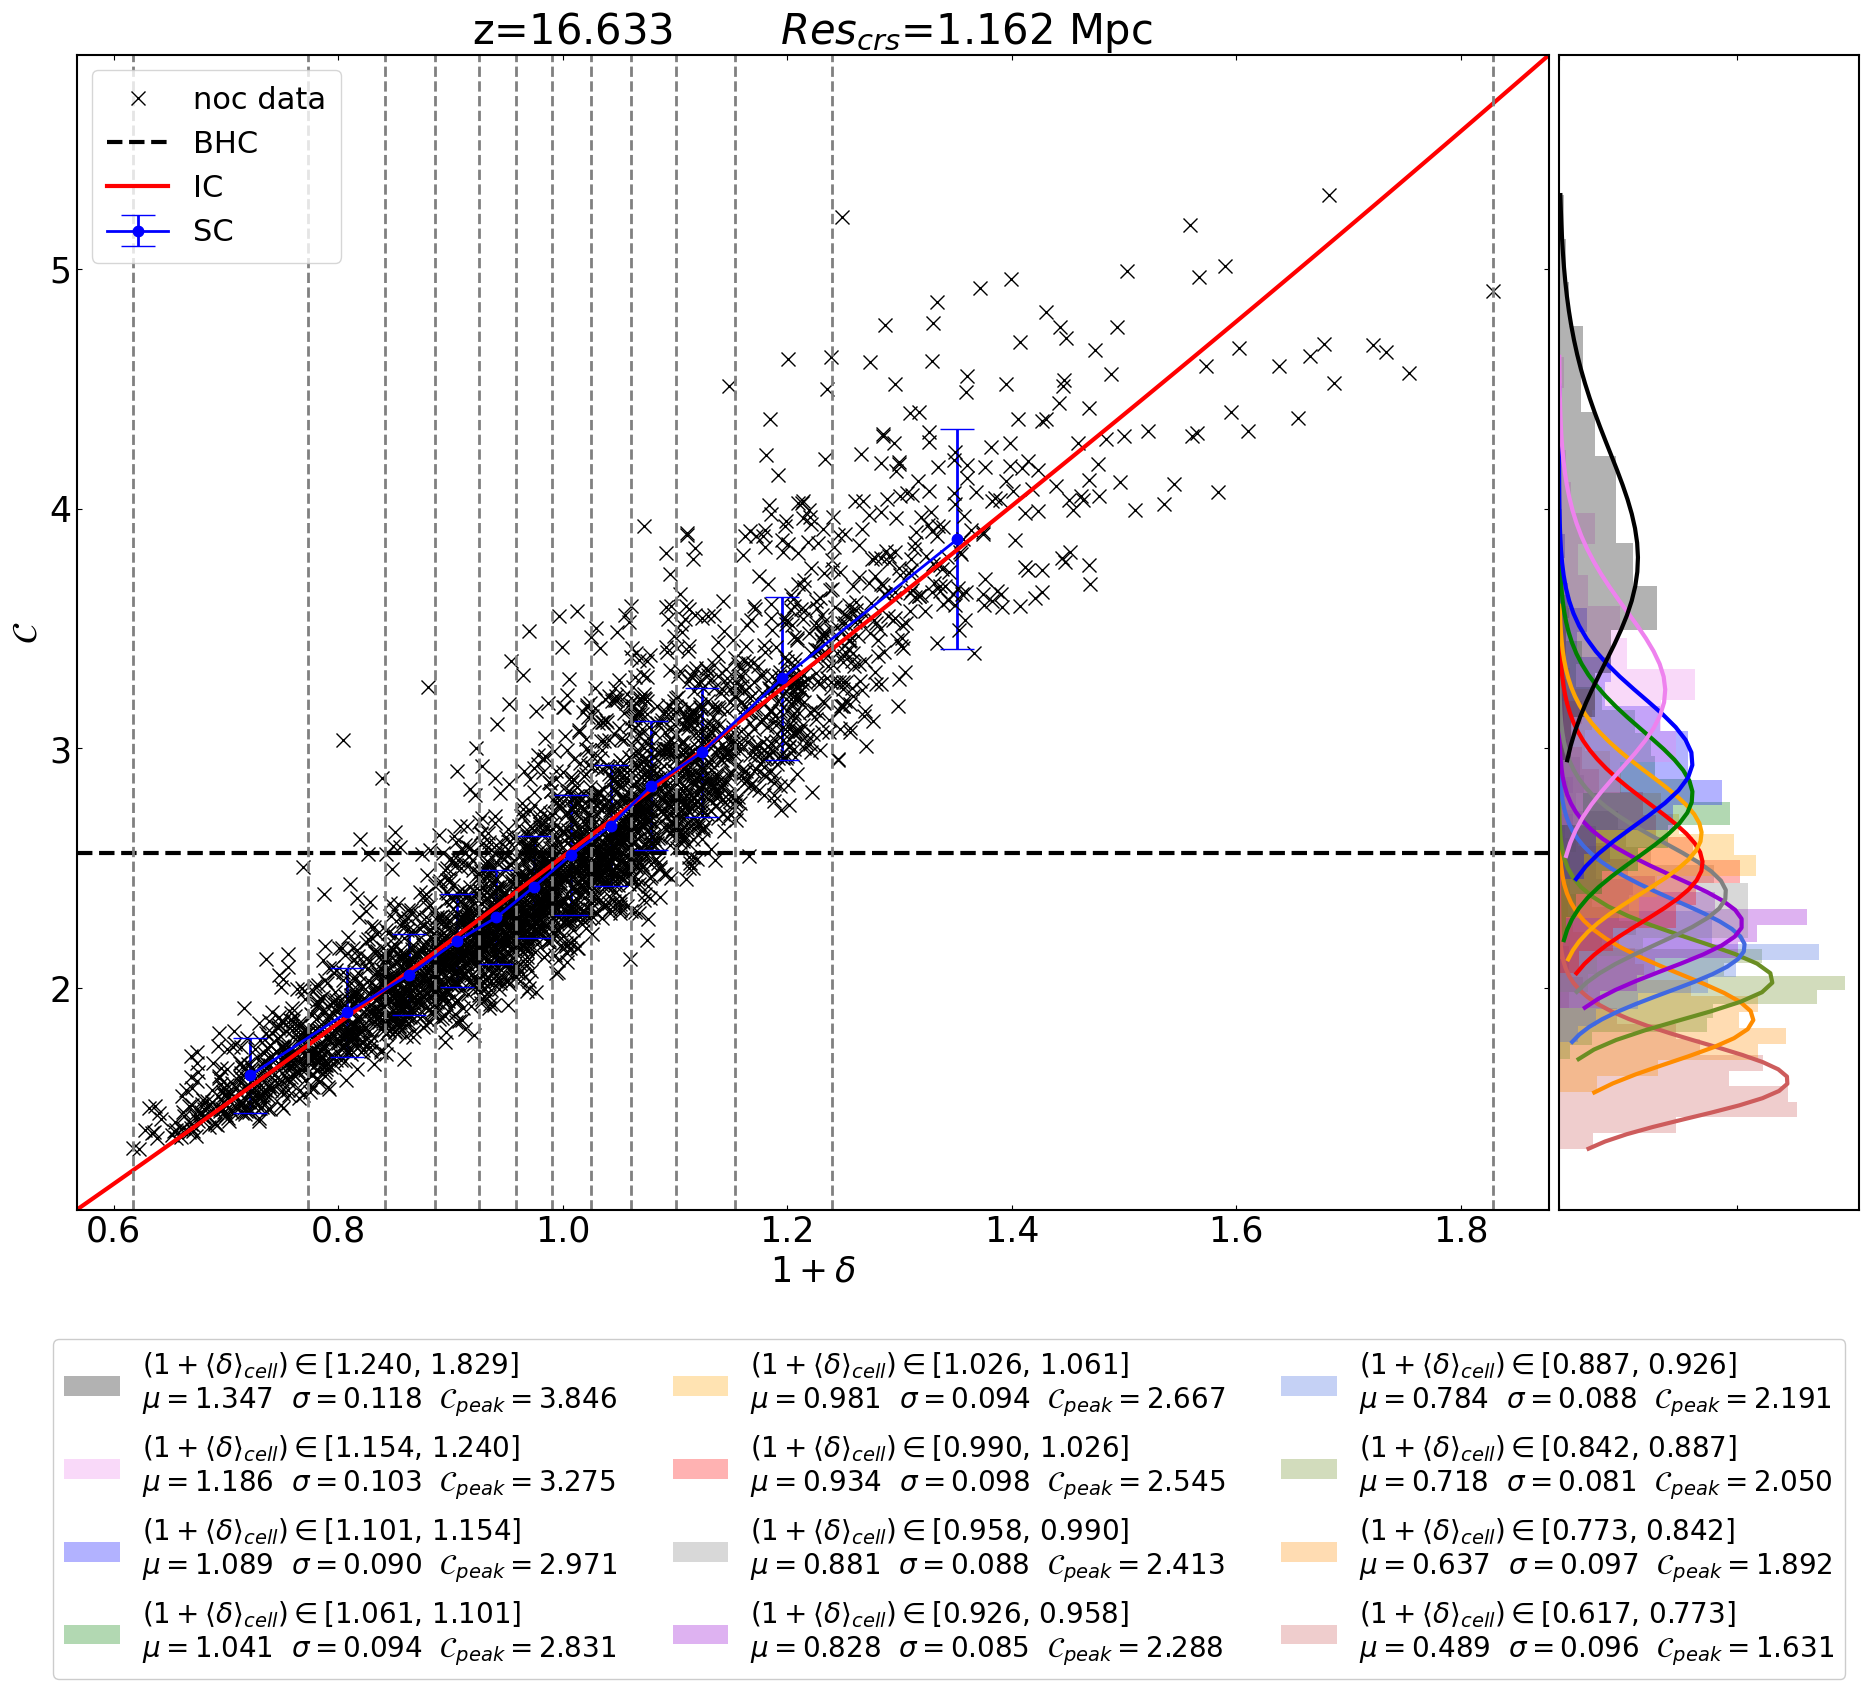 z=16.633 Res_crs=1.162 Mpc
noc data
BHC
IC
SC
5
4
3
2
𝒞
0.6 0.8 1.0 1.2 1.4 1.6 1.8
1 + δ
(1 + ⟨δ⟩_cell) ∈ [1.240, 1.829]
μ = 1.347 σ = 0.118 𝒞_peak = 3.846
(1 + ⟨δ⟩_cell) ∈ [1.154, 1.240]
μ = 1.186 σ = 0.103 𝒞_peak = 3.275
(1 + ⟨δ⟩_cell) ∈ [1.101, 1.154]
μ = 1.089 σ = 0.090 𝒞_peak = 2.971
(1 + ⟨δ⟩_cell) ∈ [1.061, 1.101]
μ = 1.041 σ = 0.094 𝒞_peak = 2.831
(1 + ⟨δ⟩_cell) ∈ [1.026, 1.061]
μ = 0.981 σ = 0.094 𝒞_peak = 2.667
(1 + ⟨δ⟩_cell) ∈ [0.990, 1.026]
μ = 0.934 σ = 0.098 𝒞_peak = 2.545
(1 + ⟨δ⟩_cell) ∈ [0.958, 0.990]
μ = 0.881 σ = 0.088 𝒞_peak = 2.413
(1 + ⟨δ⟩_cell) ∈ [0.926, 0.958]
μ = 0.828 σ = 0.085 𝒞_peak = 2.288
(1 + ⟨δ⟩_cell) ∈ [0.887, 0.926]
μ = 0.784 σ = 0.088 𝒞_peak = 2.191
(1 + ⟨δ⟩_cell) ∈ [0.842, 0.887]
μ = 0.718 σ = 0.081 𝒞_peak = 2.050
(1 + ⟨δ⟩_cell) ∈ [0.773, 0.842]
μ = 0.637 σ = 0.097 𝒞_peak = 1.892
(1 + ⟨δ⟩_cell) ∈ [0.617, 0.773]
μ = 0.489 σ = 0.096 𝒞_peak = 1.631